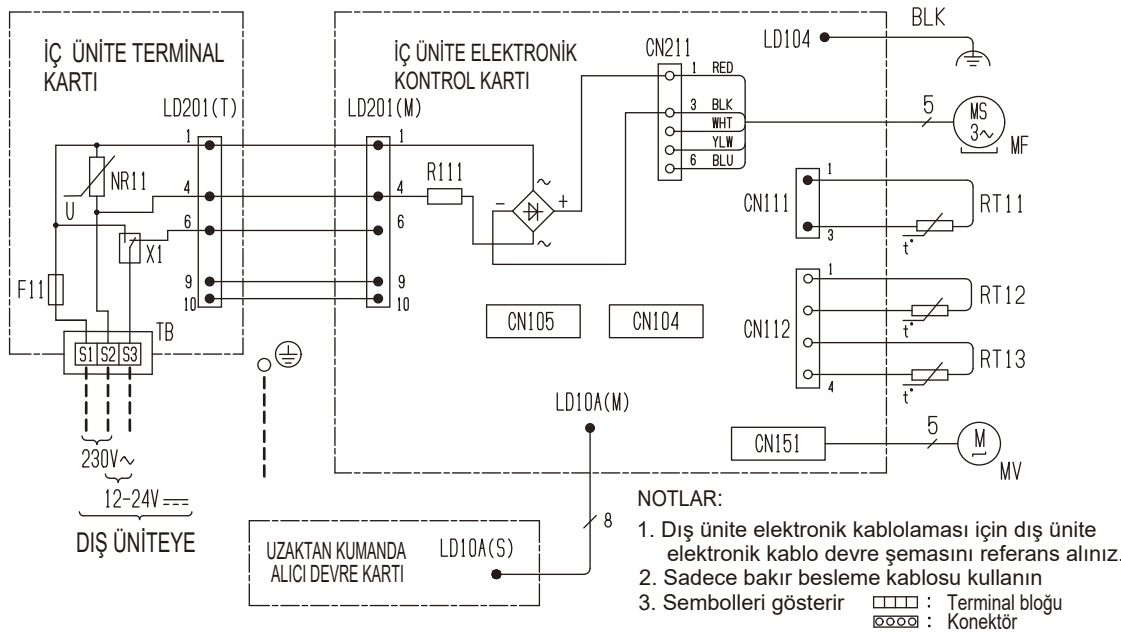 İÇ ÜNİTE TERMİNAL
KARTI
İÇ ÜNİTE ELEKTRONİK
KONTROL KARTI
LD104
BLK
CN211
1 RED
3 BLK
WHT
YLW
6 BLU
5
MS
3~
MF
LD201(T)
LD201(M)
1
1
NR11
U
4
4
R111
6
6
X1
F11
9
9
10
10
~
-
+
~
CN111
1
3
RT11
t°
CN112
1
4
RT12
t°
RT13
t°
CN105
CN104
TB
S1 S2 S3
230V~
12-24V
DIŞ ÜNİTEYE
LD10A(M)
8
CN151
5
M
MV
UZAKTAN KUMANDA
ALICI DEVRE KARTI
LD10A(S)
NOTLAR:
1. Dış ünite elektronik kablolaması için dış ünite
elektronik kablo devre şemasını referans alınız.
2. Sadece bakır besleme kablosu kullanın
3. Sembolleri gösterir : Terminal bloğu
: Konektör